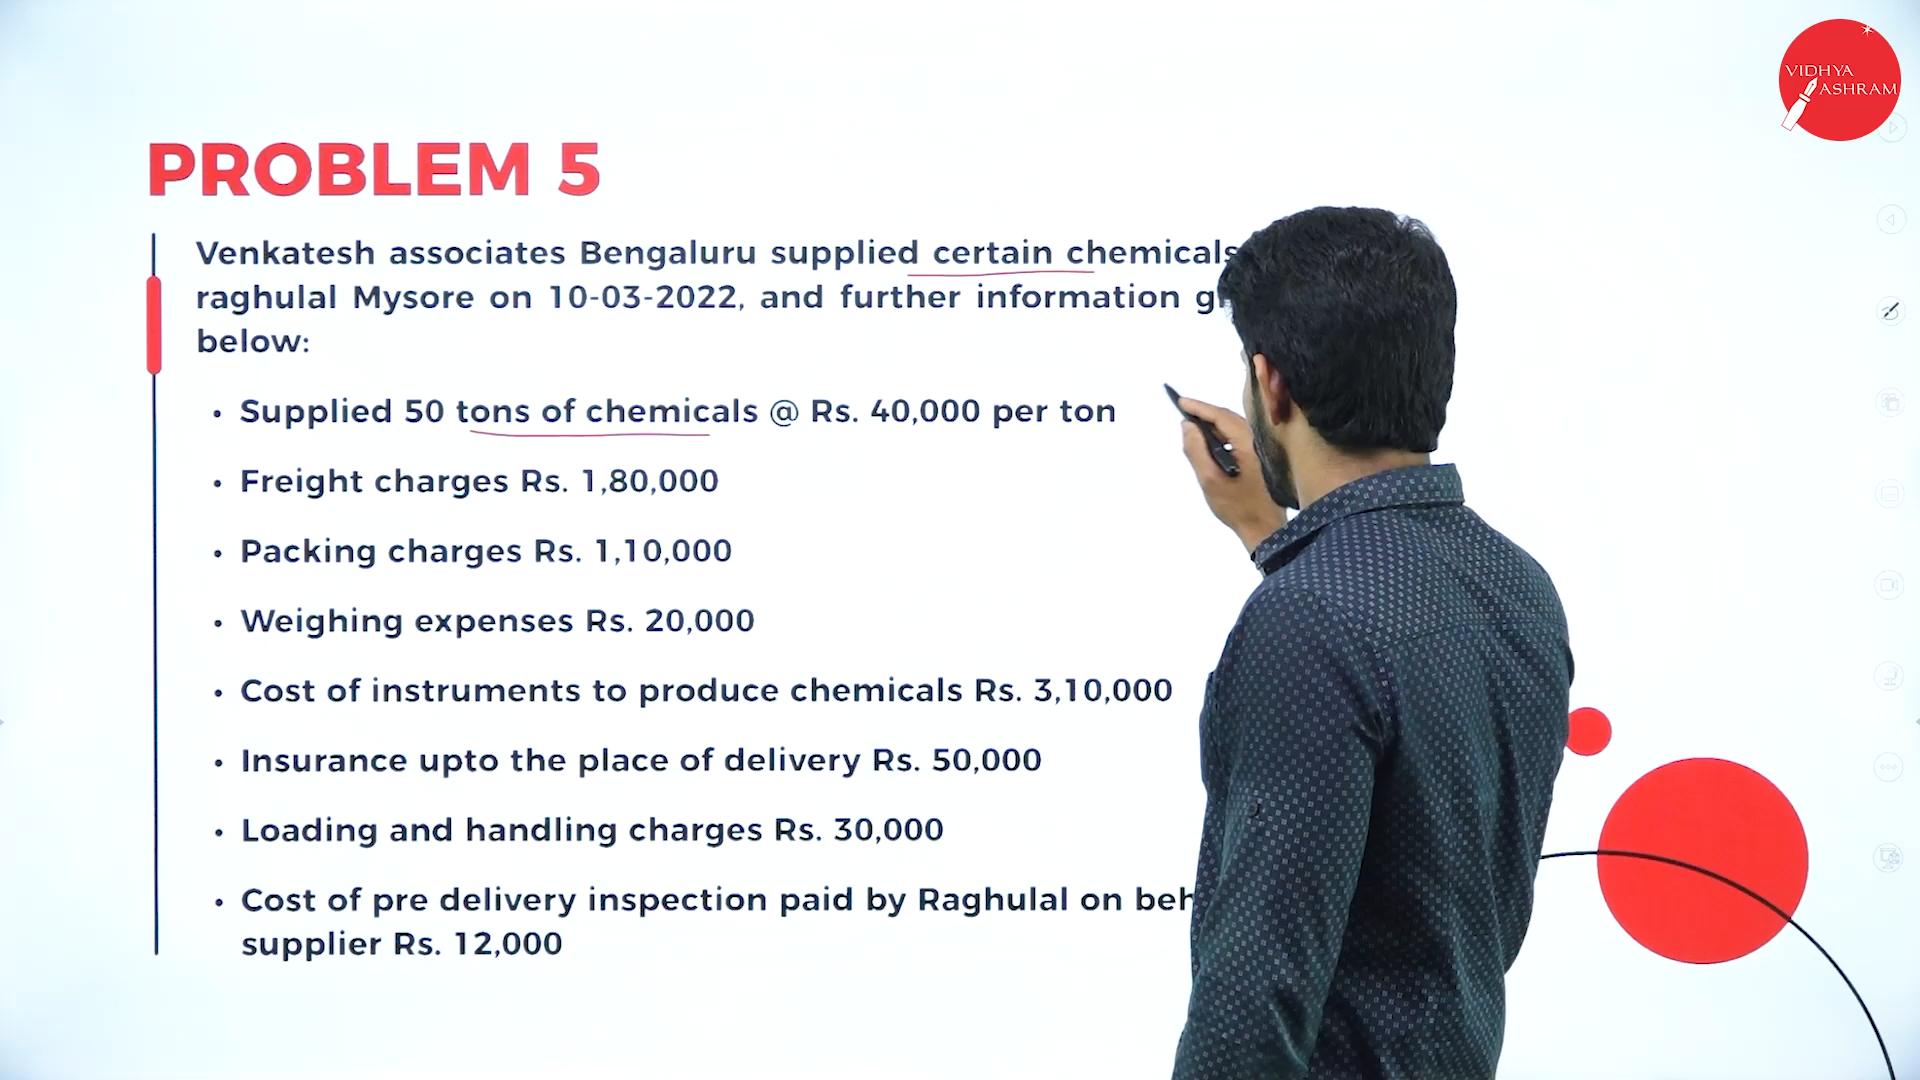 VIDHYA
ASHRAM
PROBLEM 5
Venkatesh associates Bengaluru supplied certain chemicals
raghulal Mysore on 10-03-2022, and further information
below:
• Supplied 50 tons of chemicals @ Rs. 40,000 per ton
• Freight charges Rs. 1,80,000
• Packing charges Rs. 1,10,000
• Weighing expenses Rs. 20,000
• Cost of instruments to produce chemicals Rs. 3,10,000
• Insurance upto the place of delivery Rs. 50,000
• Loading and handling charges Rs. 30,000
• Cost of pre delivery inspection paid by Raghulal on
supplier Rs. 12,000